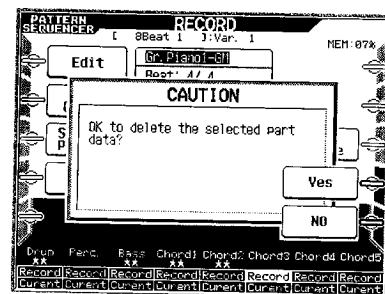 PATTERN SEQUENCER RECORD
[ 8Beat 1 ]:Var. 1
MEM:07%
Edit
Gr.Piano1-GM
Beat: 4/4
CAUTION
OK to delete the selected part data?
Yes
NO
Drum Perc. Bass Chord1 Chord2 Chord3 Chord4 Chord5
Record Record Record Record Record Record Record Record
Curent Curent Curent Curent Curent Curent Curent Curent